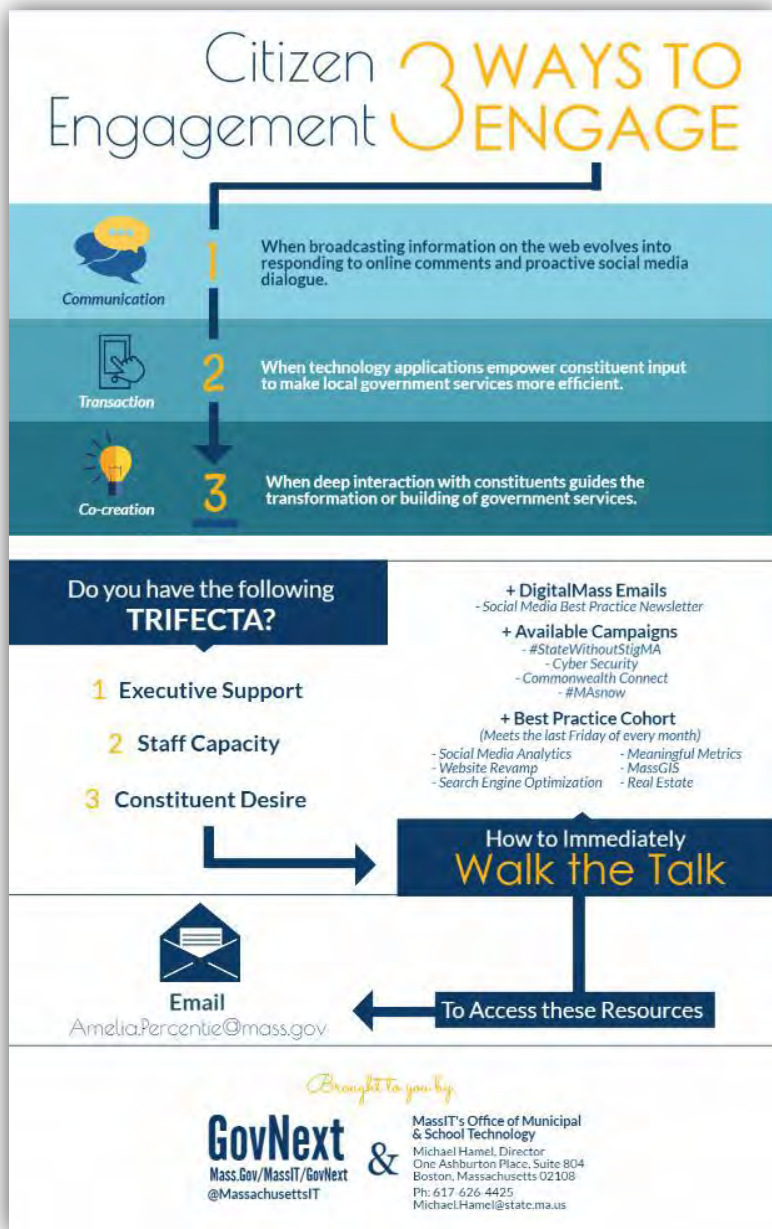 Citizen
Engagement
3 WAYS TO
ENGAGE
Communication
1
When broadcasting information on the web evolves into
responding to online comments and proactive social media
dialogue.
Transaction
2
When technology applications empower constituent input
to make local government services more efficient.
Co-creation
3
When deep interaction with constituents guides the
transformation or building of government services.
Do you have the following
TRIFECTA?
1 Executive Support
2 Staff Capacity
3 Constituent Desire
+ DigitalMass Emails
- Social Media Best Practice Newsletter
+ Available Campaigns
- #StateWithoutStigMA
- Cyber Security
- Commonwealth Connect
- #MAsnow
+ Best Practice Cohort
(Meets the last Friday of every month)
- Social Media Analytics
- Website Revamp
- Search Engine Optimization
- Meaningful Metrics
- MassGIS
- Real Estate
How to Immediately
Walk the Talk
To Access these Resources
Email
Amelia.Percentie@mass.gov
Brought to you by
GovNext
Mass.Gov/MassIT/GovNext
@MassachusettsIT
&
MassIT's Office of Municipal
& School Technology
Michael Hamel, Director
One Ashburton Place, Suite 804
Boston, Massachusetts 02108
Ph: 617-626-4425
Michael.Hamel@state.ma.us